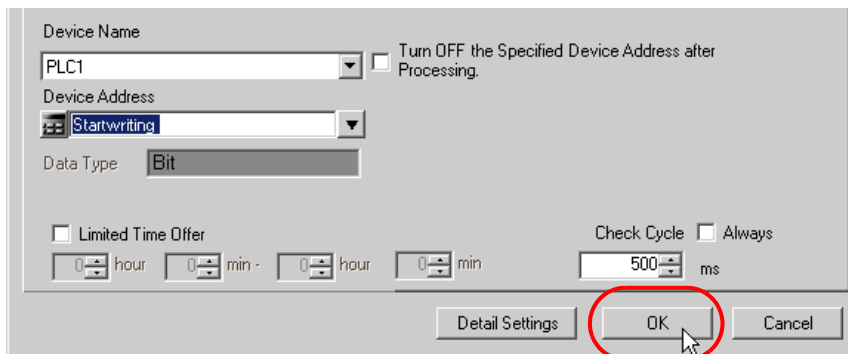 Device Name
Turn OFF the Specified Device Address after
PLC1
Processing.
Device Address
Startwriting
Data Type Bit
Limited Time Offer Check Cycle Always
0 hour 0 min - 0 hour 0 min 500 ms
Detail Settings OK Cancel